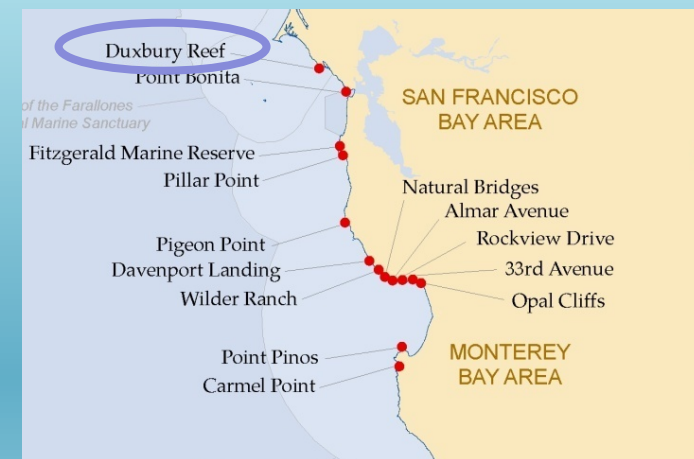 Duxbury Reef
Point Bonita
of the Farallones
al Marine Sanctuary
SAN FRANCISCO
BAY AREA
Fitzgerald Marine Reserve
Pillar Point
Natural Bridges
Almar Avenue
Rockview Drive
33rd Avenue
Opal Cliffs
Pigeon Point
Davenport Landing
Wilder Ranch
Point Pinos
Carmel Point
MONTEREY
BAY AREA